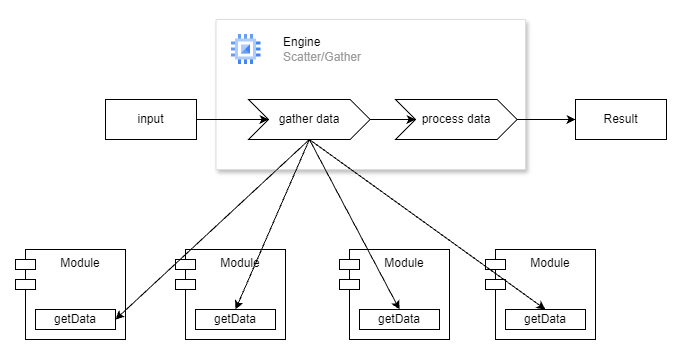 Engine
Scatter/Gather
input
gather data
process data
Result
Module
Module
Module
Module
getData
getData
getData
getData